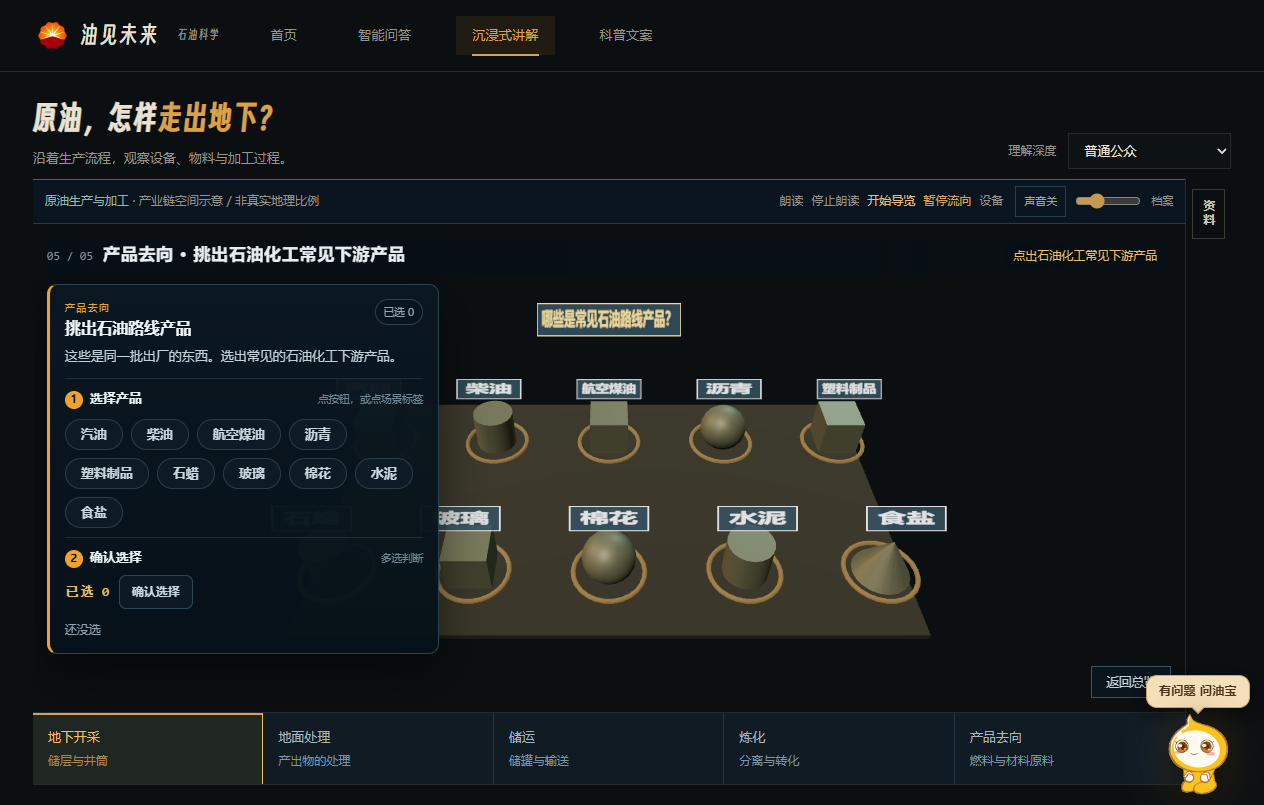 油见未来 石油科学 首页 智能问答 沉浸式讲解 科普文案
原油，怎样走出地下？
沿着生产流程，观察设备、物料与加工过程。
理解深度 普通公众
原油生产与加工 · 产业链空间示意 / 非真实地理比例
朗读 停止朗读 开始导览 暂停流向 设备 声音关 档案
资料
05 / 05 产品去向 · 挑出石油化工常见下游产品
点出石油化工常见下游产品
产品去向
已选 0
挑出石油路线产品
这些是同一批出厂的东西。选出常见的石油化工下游产品。
1 选择产品 点按钮，或点场景标签
汽油 柴油 航空煤油 沥青
塑料制品 石蜡 玻璃 棉花 水泥
食盐
2 确认选择 多选判断
已选 0 确认选择
还没选
哪些是常见石油路线产品?
柴油 航空煤油 沥青 塑料制品
石蜡 玻璃 棉花 水泥 食盐
返回总
有问题 问油宝
地下开采
储层与井筒
地面处理
产出物的处理
储运
储罐与输送
炼化
分离与转化
产品去向
燃料与材料原料